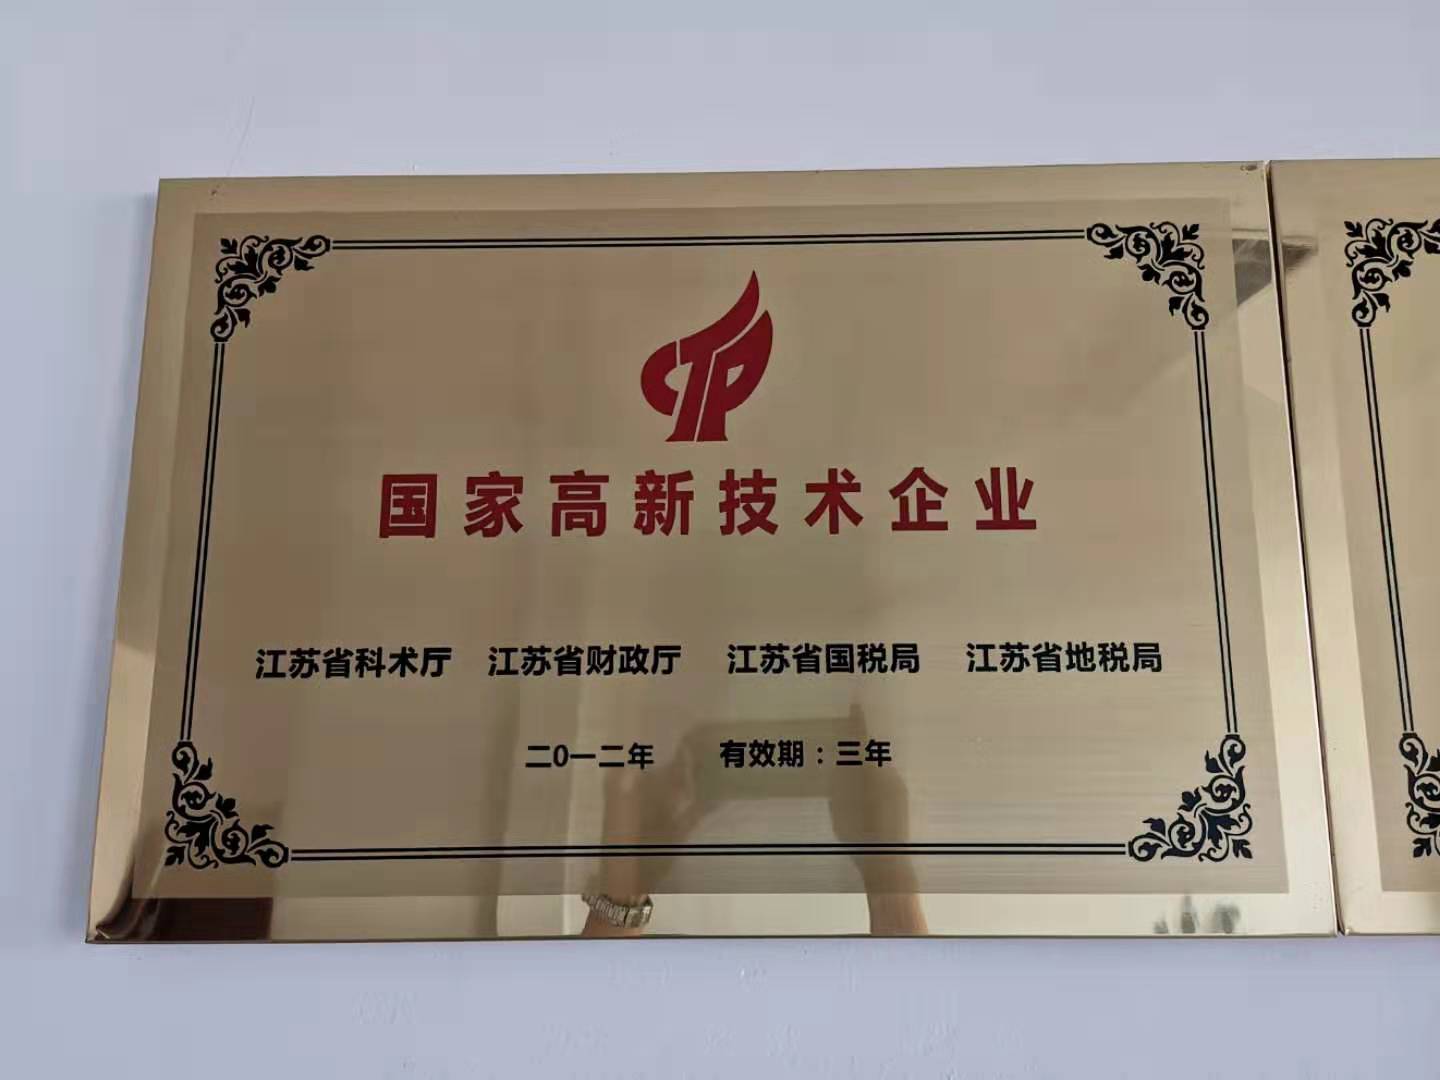 CTP
国家高新技术企业
江苏省科术厅 江苏省财政厅 江苏省国税局 江苏省地税局
二0一二年 有效期：三年